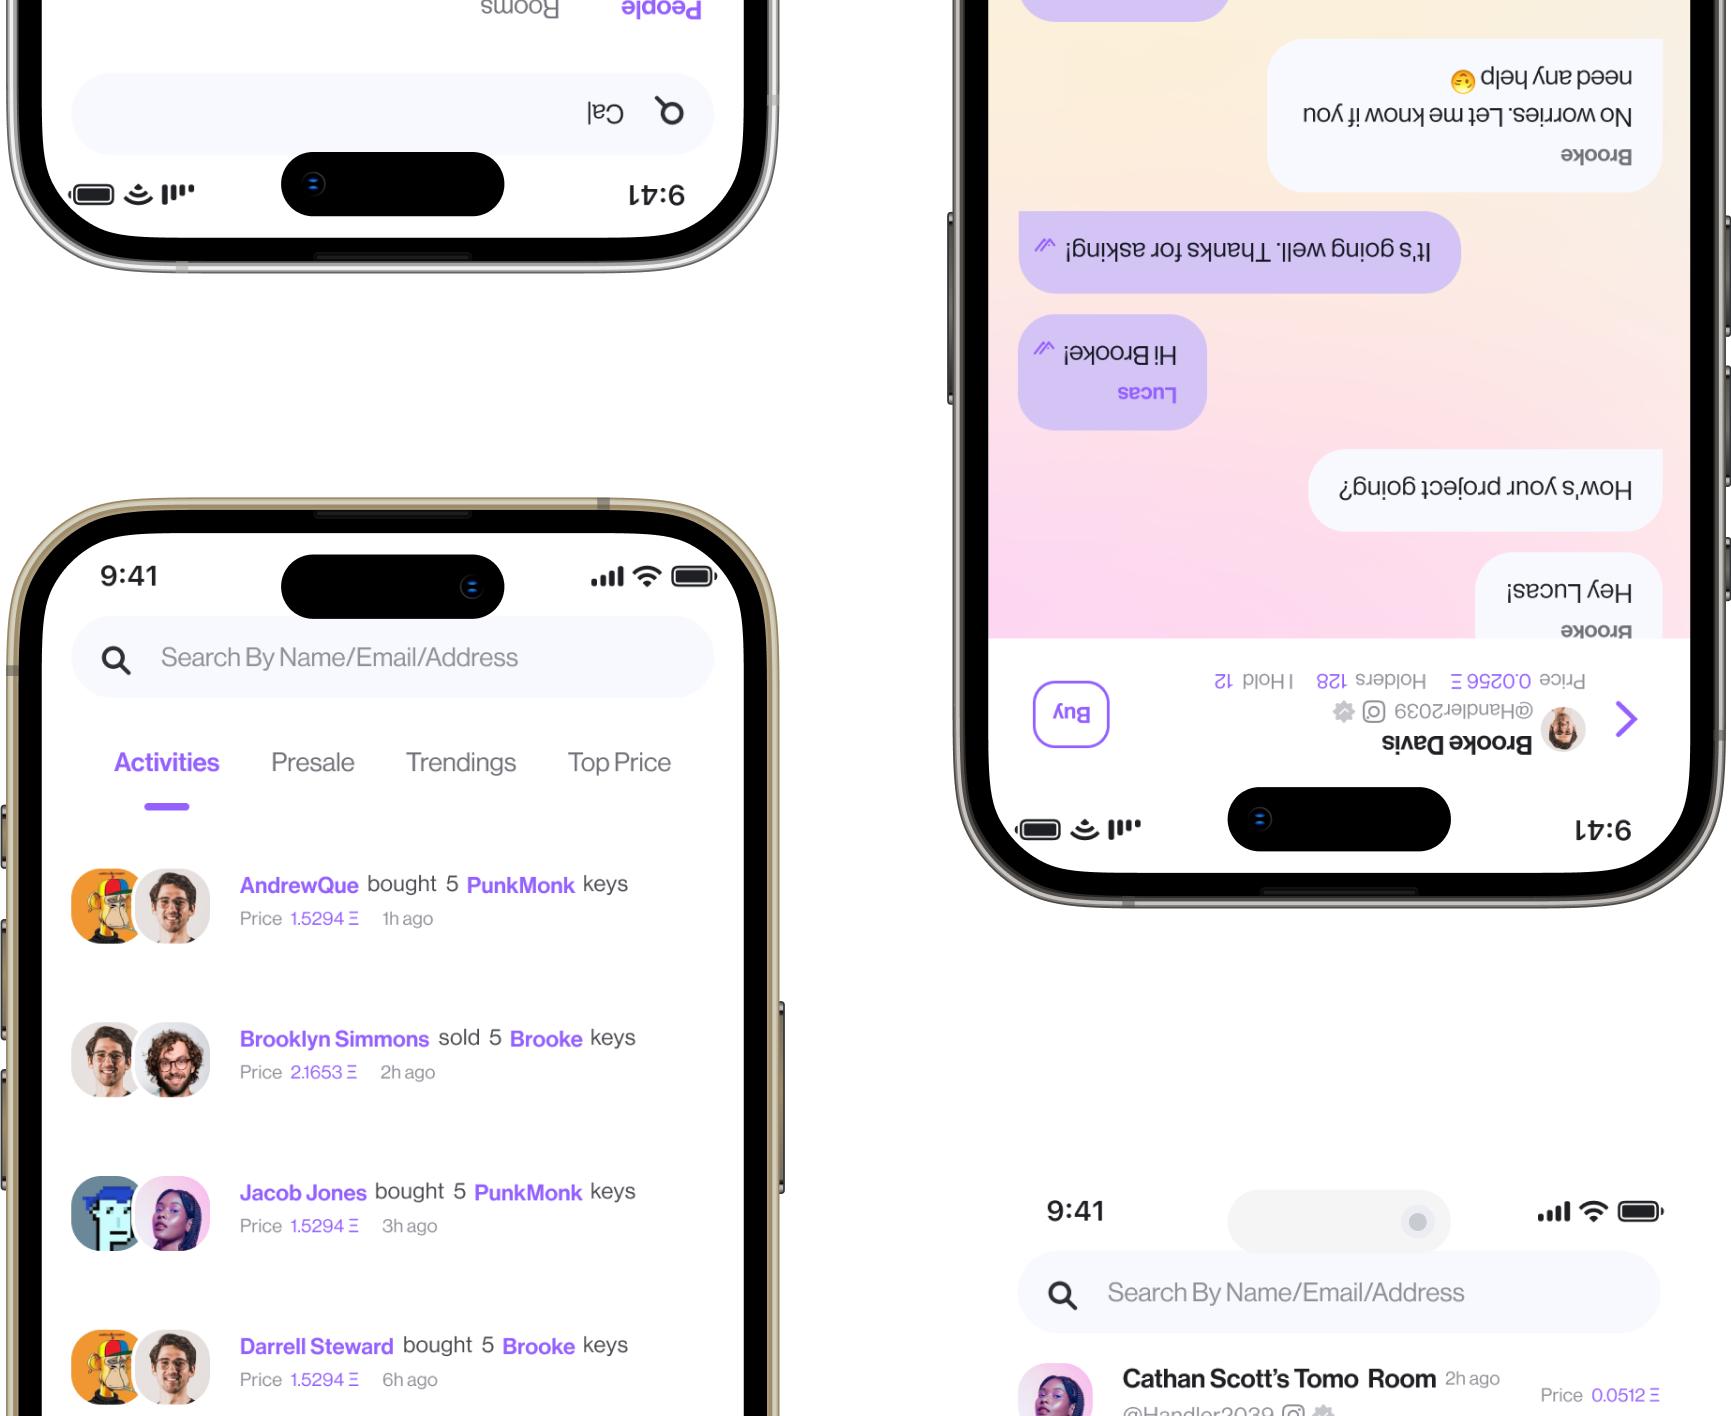 9:41
Cal
People Rooms
9:41
Search By Name/Email/Address
Activities Presale Trendings Top Price
AndrewQue bought 5 PunkMonk keys
Price 1.5294 Ξ 1h ago
Brooklyn Simmons sold 5 Brooke keys
Price 2.1653 Ξ 2h ago
Jacob Jones bought 5 PunkMonk keys
Price 1.5294 Ξ 3h ago
Darrell Steward bought 5 Brooke keys
Price 1.5294 Ξ 6h ago
9:41
Brooke Davis
@Handler2039
Price 0.0256 Ξ Holders 128 I Hold 12
Buy
Brooke
Hey Lucas!
How's your project going?
Lucas
Hi Brooke!
It's going well. Thanks for asking!
Brooke
No worries. Let me know if you
need any help 🤔
9:41
Search By Name/Email/Address
Cathan Scott's Tomo Room 2h ago
Price 0.0512 Ξ
@Handler2039